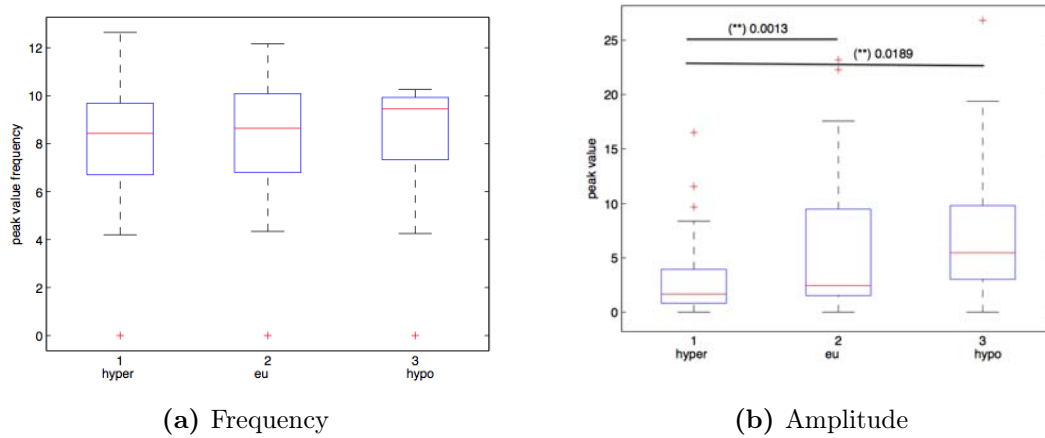 12
10
8
6
4
2
0
peak value frequency
1 2 3
hyper eu hypo
(a) Frequency
25
20
15
10
5
0
peak value
(**) 0.0013
(**) 0.0189
1 2 3
hyper eu hypo
(b) Amplitude